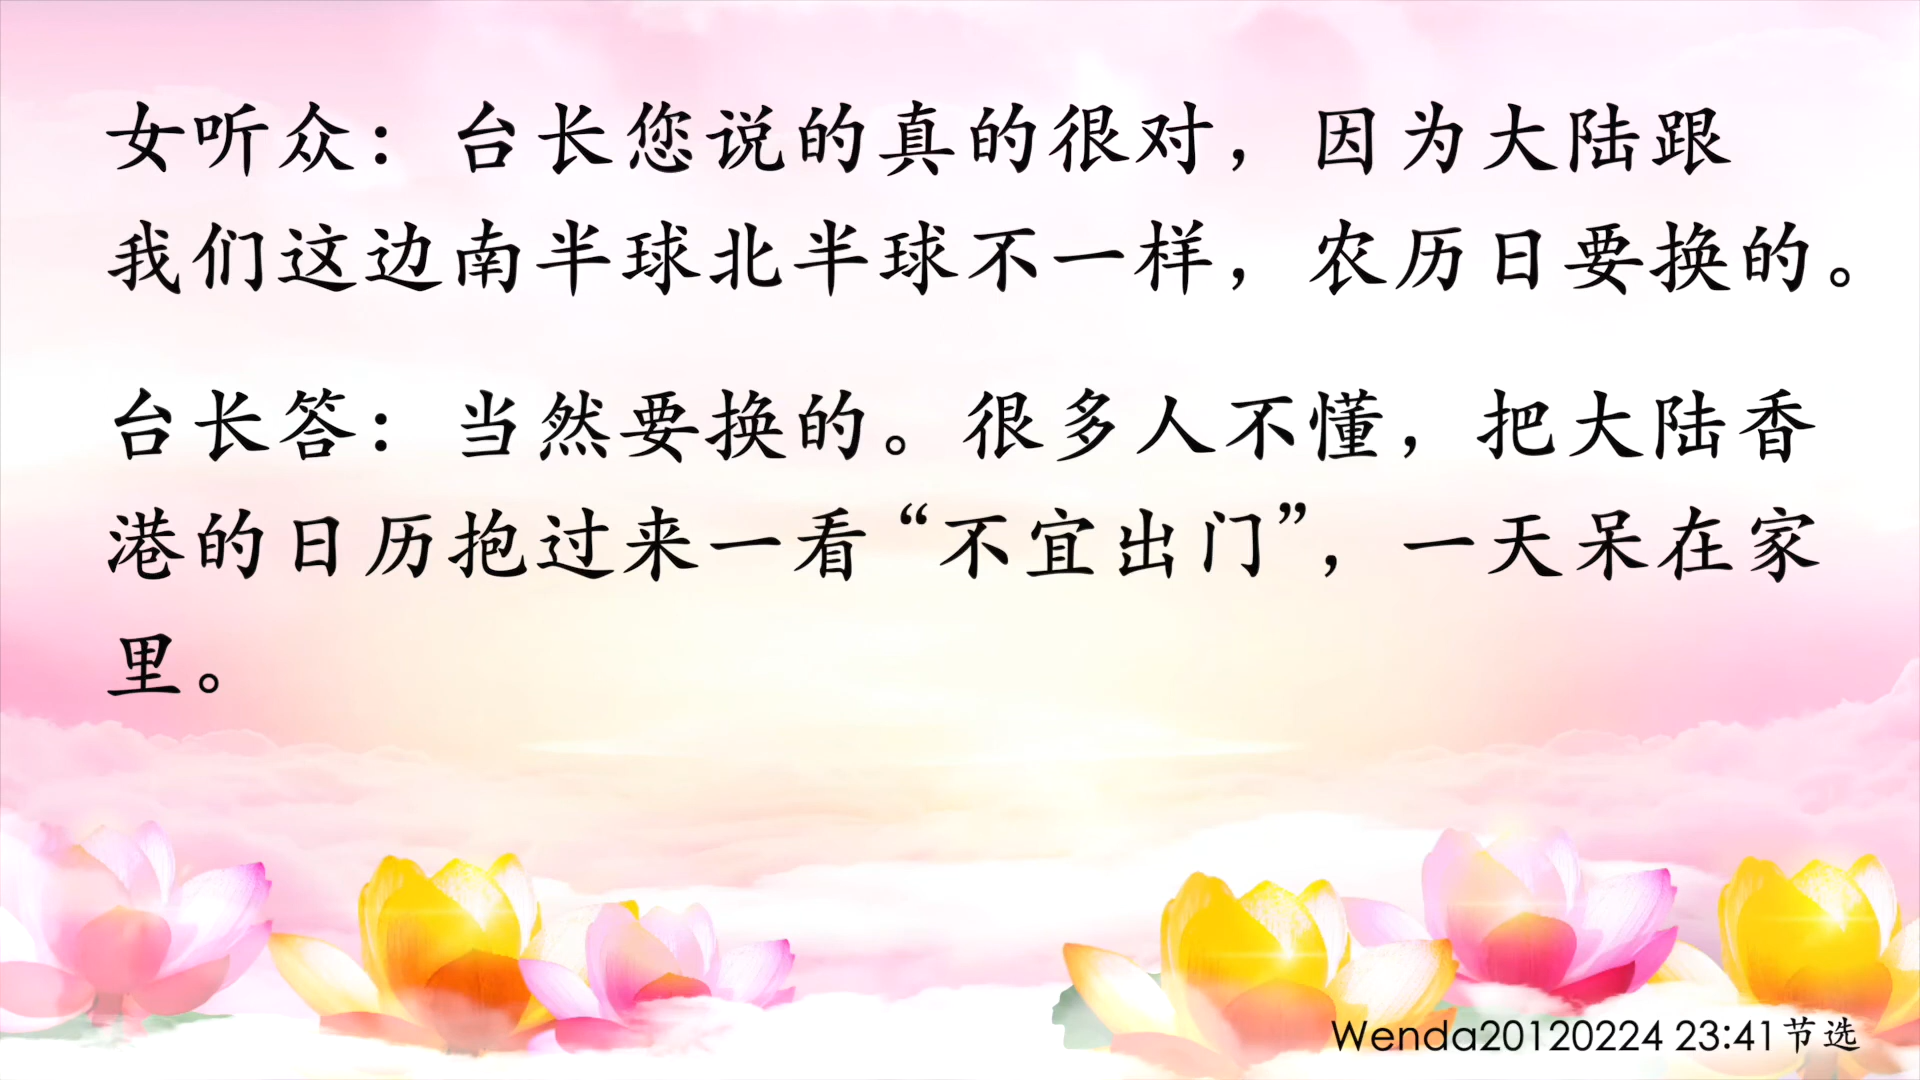 女听众：台长您说的真的很对，因为大陆跟
我们这边南半球北半球不一样，农历日要换的。
台长答：当然要换的。很多人不懂，把大陆香
港的日历抱过来一看“不宜出门”，一天呆在家
里。
Wenda20120224 23:41节选